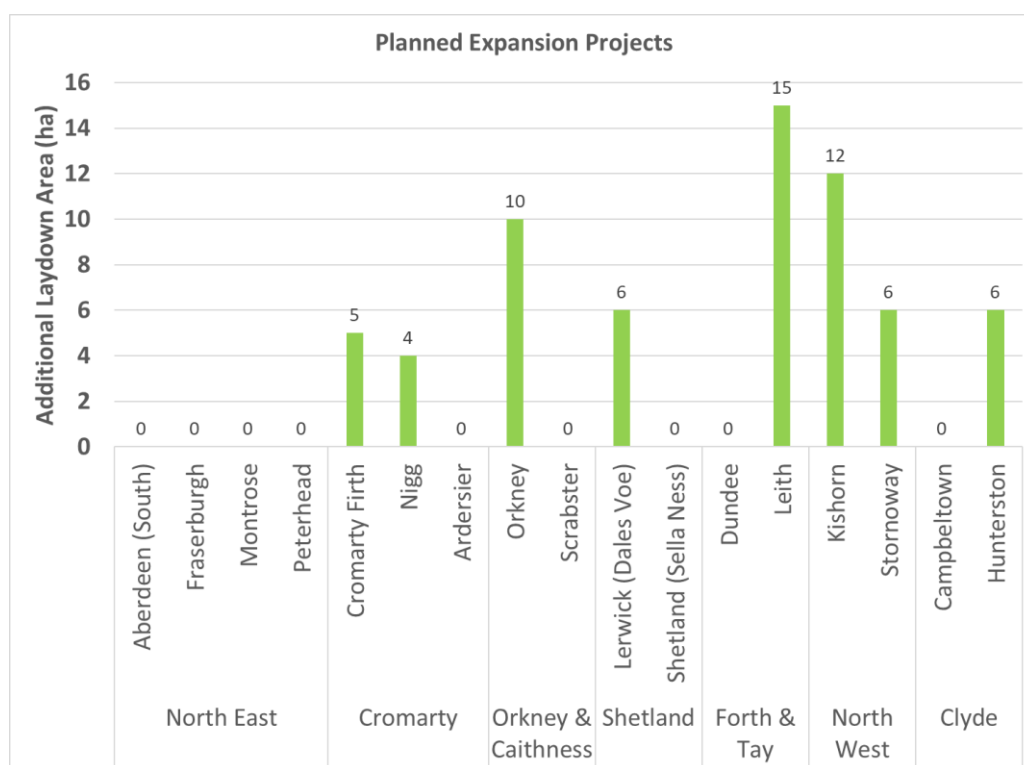 Planned Expansion Projects
Additional Laydown Area (ha)
16
14
12
10
8
6
4
2
0
0
0
0
0
5
4
0
10
0
6
0
0
15
12
6
0
6
Aberdeen (South)
Fraserburgh
Montrose
Peterhead
Cromarty Firth
Nigg
Ardersier
Orkney
Scrabster
Lerwick (Dales Voe)
Shetland (Sella Ness)
Dundee
Leith
Kishorn
Stornoway
Campbeltown
Hunterston
North East
Cromarty
Orkney &
Caithness
Shetland
Forth &
Tay
North
West
Clyde